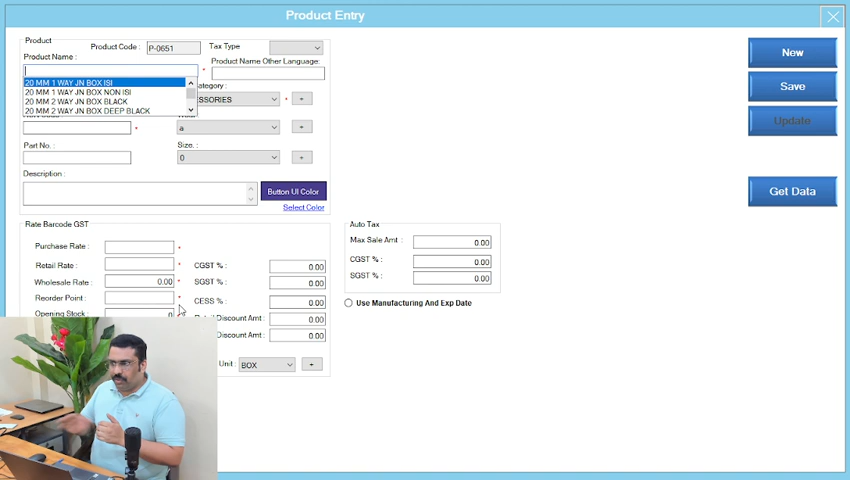 Product Entry
Product
Product Code :
P-0651
Tax Type
Product Name :
Product Name Other Language:
*
20 MM 1 WAY JN BOX ISI
20 MM 1 WAY JN BOX NON ISI
20 MM 2 WAY JN BOX BLACK
20 MM 2 WAY JN BOX DEEP BLACK
ategory:
SSORIES
*
+
*
a
+
Part No. :
Size.
0
+
Description :
Button UI Color
Select Color
New
Save
Update
Get Data
Rate Barcode GST
Purchase Rate :
*
Retail Rate :
*
Wholesale Rate :
0.00
*
Reorder Point :
*
Opening Stock
0
CGST % :
0.00
SGST % :
0.00
CESS % :
0.00
Discount Amt :
0.00
Discount Amt :
0.00
Unit :
BOX
+
Auto Tax
Max Sale Amt :
0.00
CGST % :
0.00
SGST % :
0.00
Use Manufacturing And Exp Date